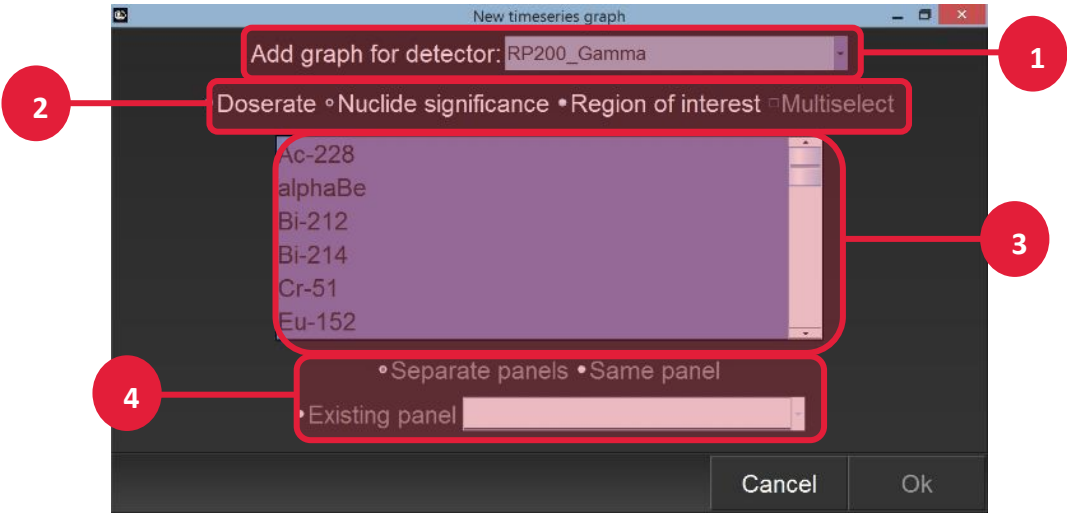 New timeseries graph
Add graph for detector: RP200_Gamma
1
2
Doserate Nuclide significance Region of interest Multiselect
Ac-228
alphaBe
Bi-212
Bi-214
Cr-51
Eu-152
3
Separate panels Same panel
4
Existing panel
Cancel Ok